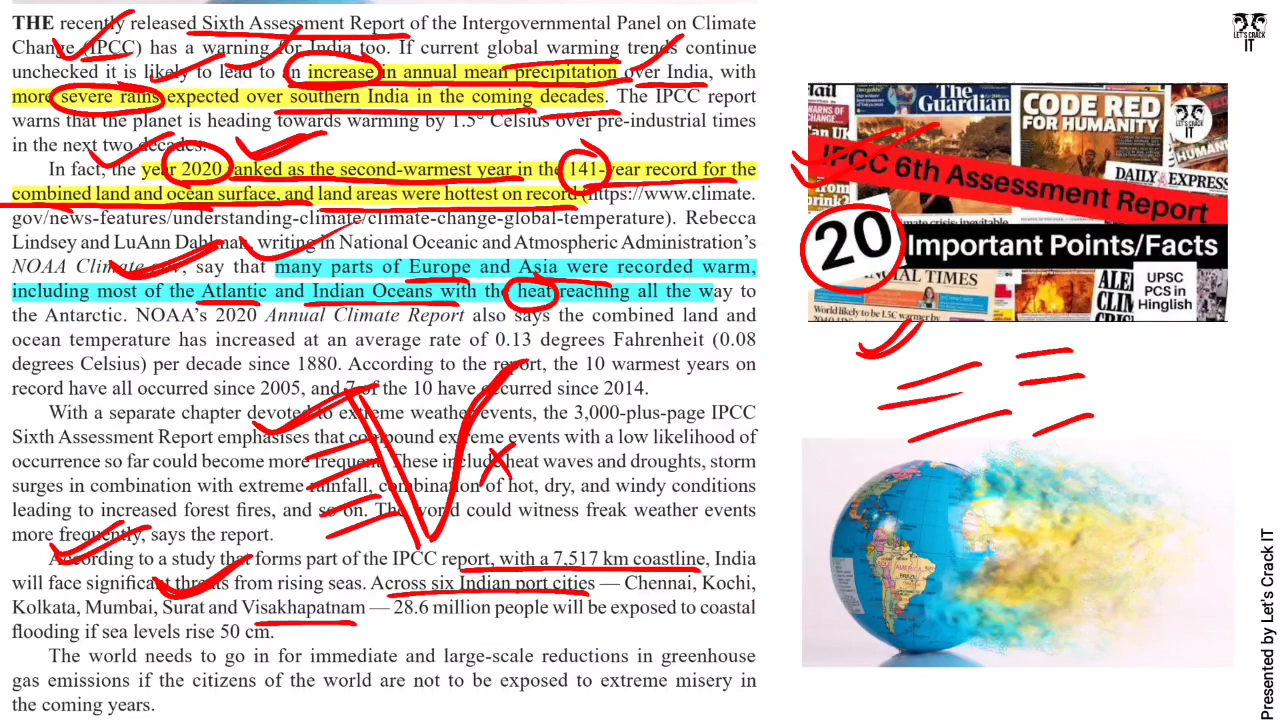 THE recently released Sixth Assessment Report of the Intergovernmental Panel on Climate
Change (IPCC) has a warning for India too. If current global warming trends continue
unchecked it is likely to lead to an increase in annual mean precipitation over India, with
more severe rains expected over southern India in the coming decades. The IPCC report
warns that the planet is heading towards warming by 1.5° Celsius over pre-industrial times
in the next two decades.
In fact, the year 2020 ranked as the second-warmest year in the 141-year record for the
combined land and ocean surface, and land areas were hottest on record (https://www.climate.
gov/news-features/understanding-climate/climate-change-global-temperature). Rebecca
Lindsey and LuAnn Dahlman, writing in National Oceanic and Atmospheric Administration’s
NOAA Climate.gov, say that many parts of Europe and Asia were recorded warm,
including most of the Atlantic and Indian Oceans with the heat reaching all the way to
the Antarctic. NOAA’s 2020 Annual Climate Report also says the combined land and
ocean temperature has increased at an average rate of 0.13 degrees Fahrenheit (0.08
degrees Celsius) per decade since 1880. According to the report, the 10 warmest years on
record have all occurred since 2005, and 7 of the 10 have occurred since 2014.
With a separate chapter devoted to extreme weather events, the 3,000-plus-page IPCC
Sixth Assessment Report emphasises that compound extreme events with a low likelihood of
occurrence so far could become more frequent. These include heat waves and droughts, storm
surges in combination with extreme rainfall, combination of hot, dry, and windy conditions
leading to increased forest fires, and so on. The world could witness freak weather events
more frequently, says the report.
According to a study that forms part of the IPCC report, with a 7,517 km coastline, India
will face significant threats from rising seas. Across six Indian port cities — Chennai, Kochi,
Kolkata, Mumbai, Surat and Visakhapatnam — 28.6 million people will be exposed to coastal
flooding if sea levels rise 50 cm.
The world needs to go in for immediate and large-scale reductions in greenhouse
gas emissions if the citizens of the world are not to be exposed to extreme misery in
the coming years.
LET'S CRACK
IT
The
Guardian
CODE RED
FOR HUMANITY
LET'S CRACK
IT
DAILY EXPRESS
IPCC 6th Assessment Report
20 Important Points/Facts
UPSC
PCS in
Hinglish
Presented by Let's Crack IT